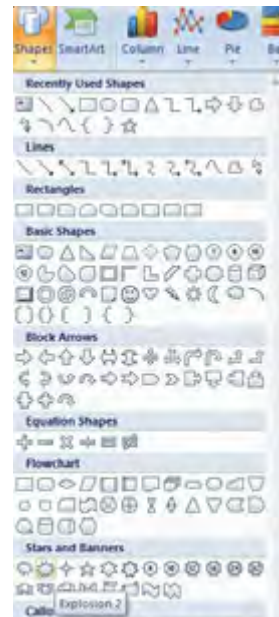 Shapes SmartArt Column Line Pie
Recently Used Shapes
Lines
Rectangles
Basic Shapes
Block Arrows
Equation Shapes
Flowchart
Stars and Banners
Explosion 2